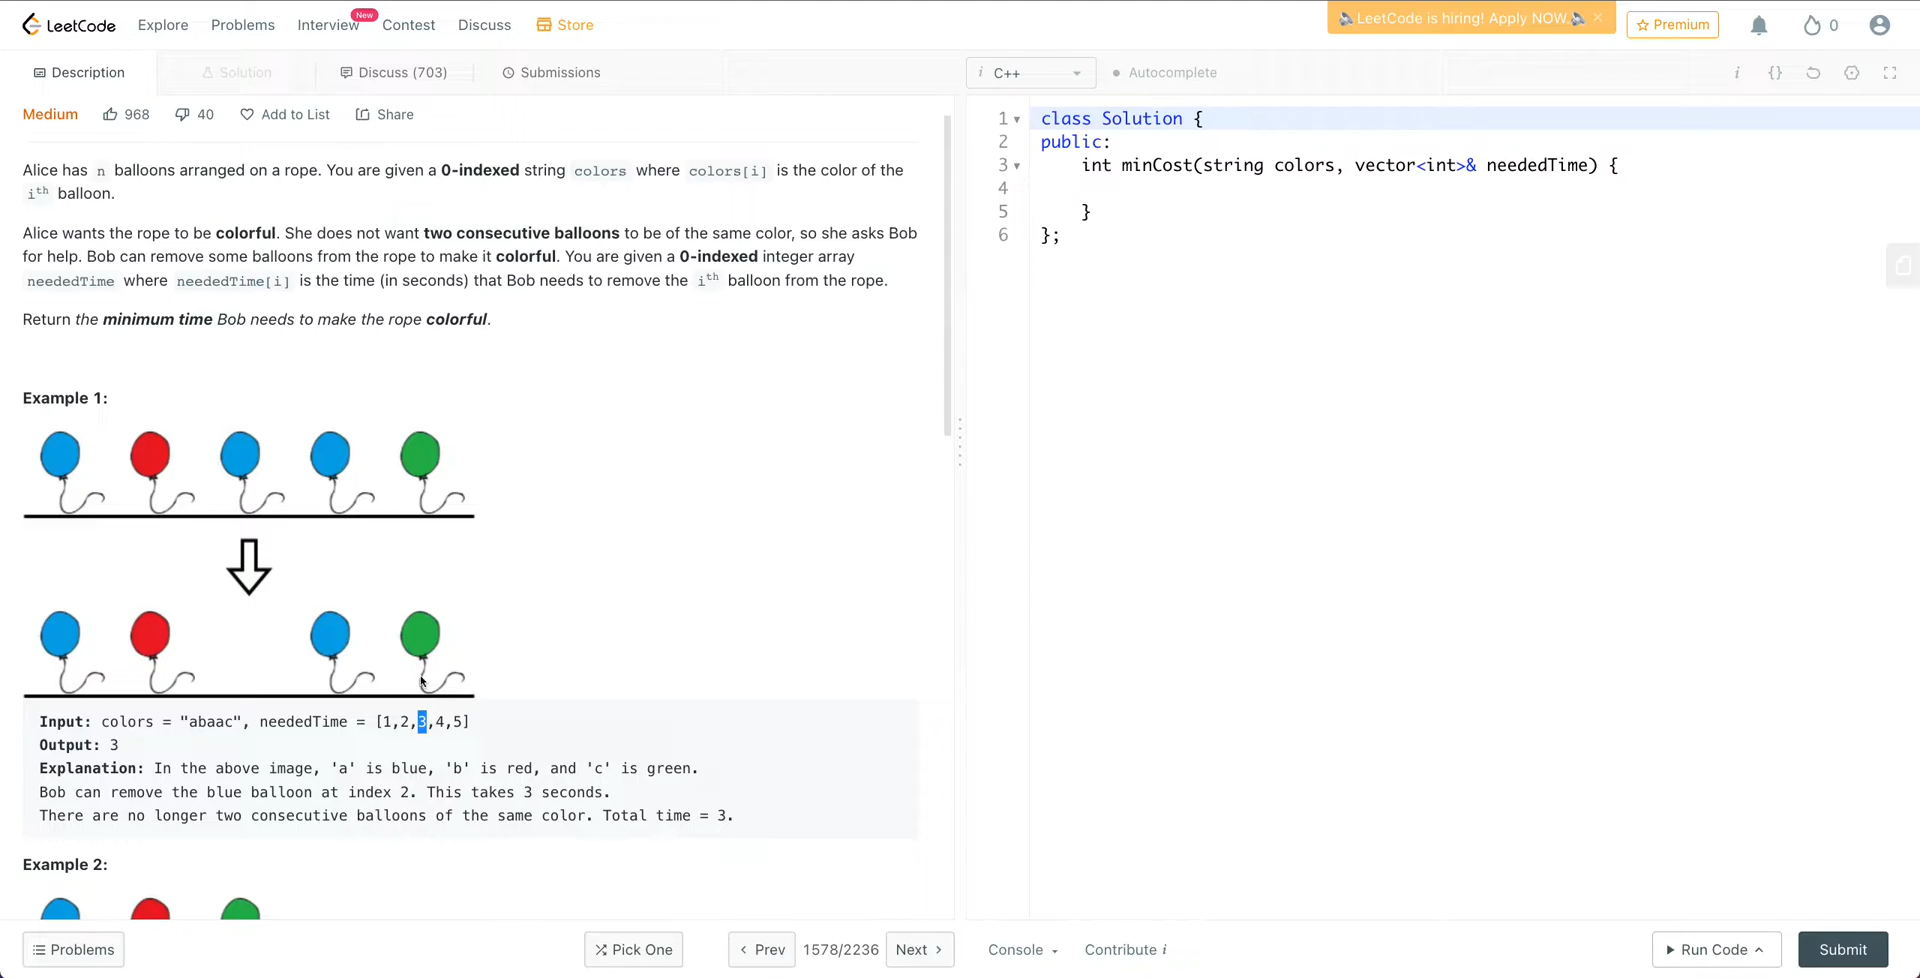 LeetCode
Explore
Problems
Interview
New
Contest
Discuss
Store
LeetCode is hiring! Apply NOW.
Premium
0
Description
Solution
Discuss (703)
Submissions
Medium
968
40
Add to List
Share
Alice has n balloons arranged on a rope. You are given a 0-indexed string colors where colors[i] is the color of the
ith balloon.
Alice wants the rope to be colorful. She does not want two consecutive balloons to be of the same color, so she asks Bob
for help. Bob can remove some balloons from the rope to make it colorful. You are given a 0-indexed integer array
neededTime where neededTime[i] is the time (in seconds) that Bob needs to remove the ith balloon from the rope.
Return the minimum time Bob needs to make the rope colorful.
Example 1:
Input: colors = "abaac", neededTime = [1,2,3,4,5]
Output: 3
Explanation: In the above image, 'a' is blue, 'b' is red, and 'c' is green.
Bob can remove the blue balloon at index 2. This takes 3 seconds.
There are no longer two consecutive balloons of the same color. Total time = 3.
Example 2:
i C++
Autocomplete
i {}
1 class Solution {
2 public:
3 int minCost(string colors, vector<int>& neededTime) {
4
5 }
6 };
Problems
Pick One
Prev
1578/2236
Next
Console
Contribute i
Run Code
Submit